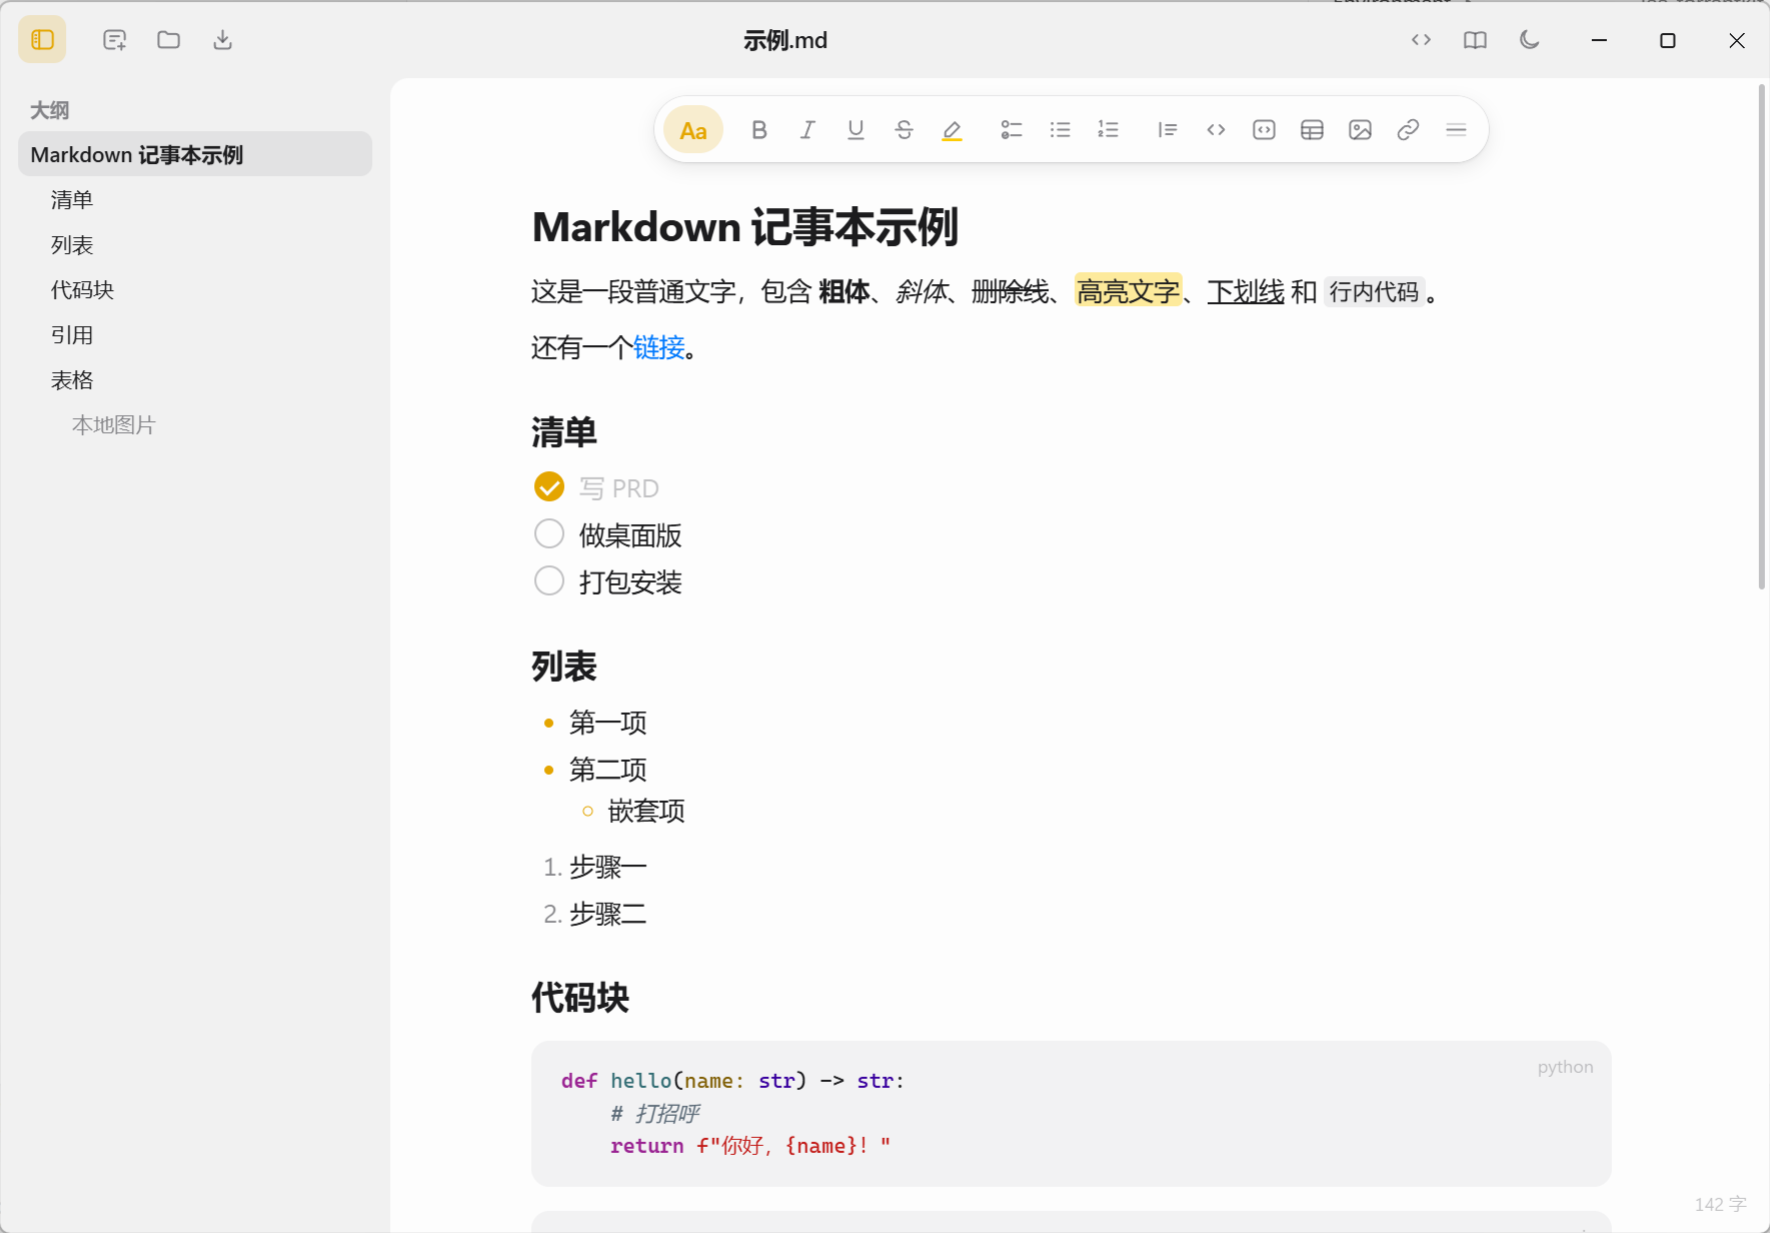 示例.md
大纲
Markdown 记事本示例
清单
列表
代码块
引用
表格
本地图片
Aa
Markdown 记事本示例
这是一段普通文字，包含 粗体、斜体、删除线、高亮文字、下划线 和 行内代码。
还有一个链接。
清单
写 PRD
做桌面版
打包安装
列表
第一项
第二项
嵌套项
1. 步骤一
2. 步骤二
代码块
python
def hello(name: str) -> str:
# 打招呼
return f"你好，{name}！"
142 字